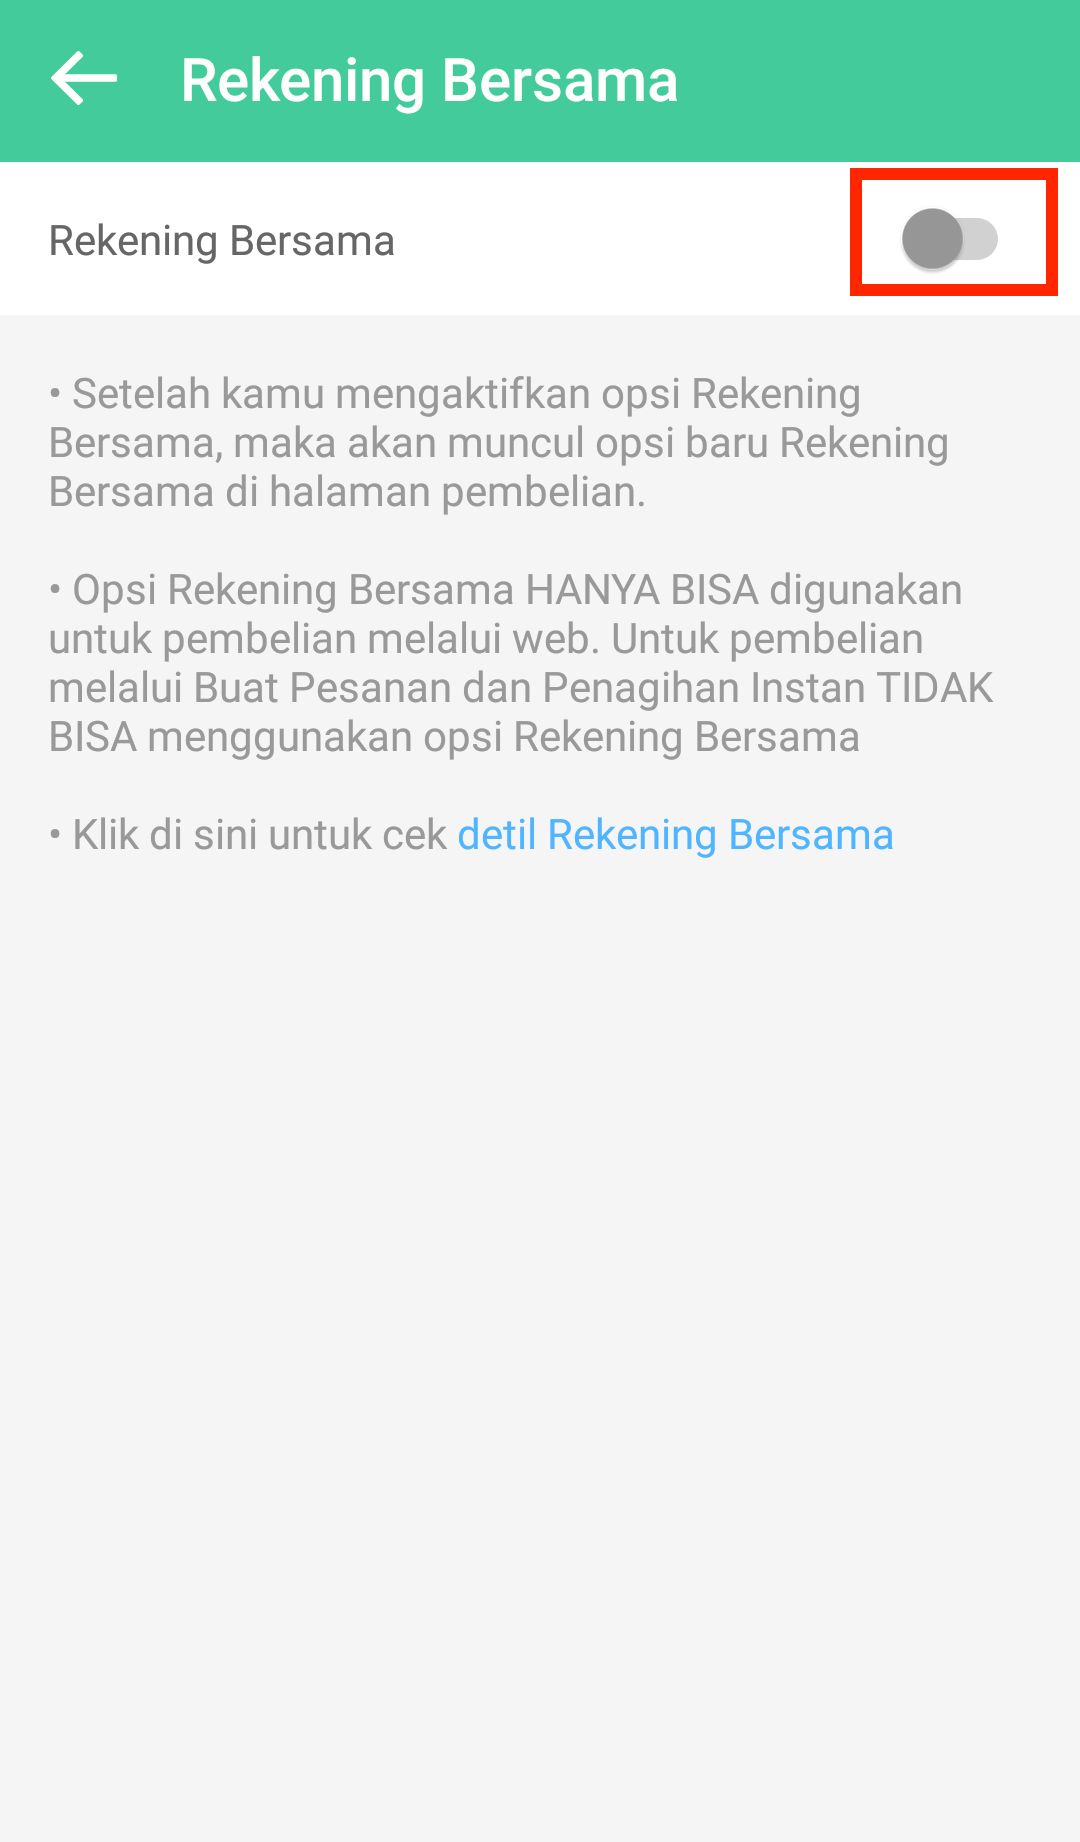 Rekening Bersama
Rekening Bersama
• Setelah kamu mengaktifkan opsi Rekening
Bersama, maka akan muncul opsi baru Rekening
Bersama di halaman pembelian.
• Opsi Rekening Bersama HANYA BISA digunakan
untuk pembelian melalui web. Untuk pembelian
melalui Buat Pesanan dan Penagihan Instan TIDAK
BISA menggunakan opsi Rekening Bersama
• Klik di sini untuk cek detil Rekening Bersama